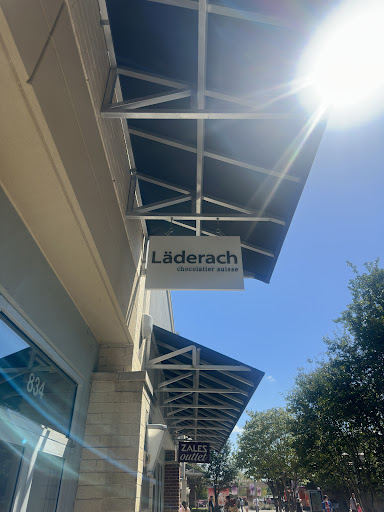 Läderach
chocolatier suisse
834
ZALES
outlet